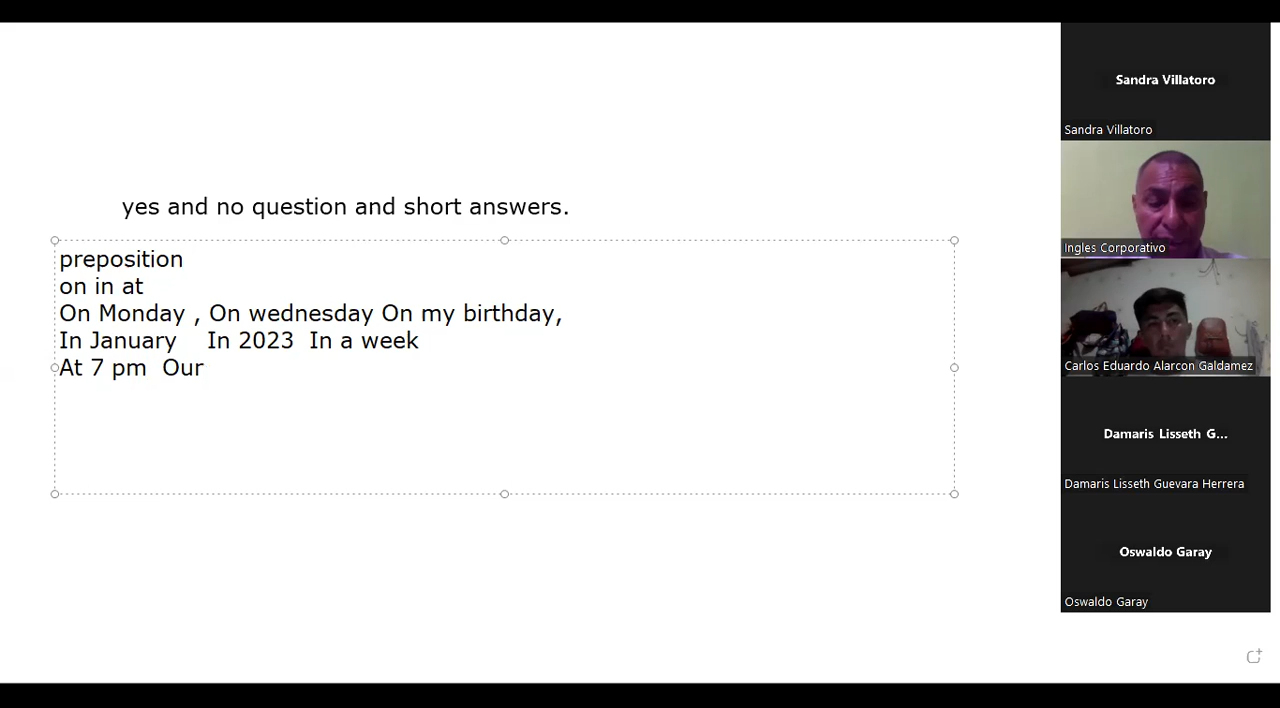 yes and no question and short answers.
preposition
on in at
On Monday , On wednesday On my birthday,
In January    In 2023  In a week
At 7 pm  Our
Sandra Villatoro
Sandra Villatoro
Ingles Corporativo
Carlos Eduardo Alarcon Galdamez
Damaris Lisseth G...
Damaris Lisseth Guevara Herrera
Oswaldo Garay
Oswaldo Garay